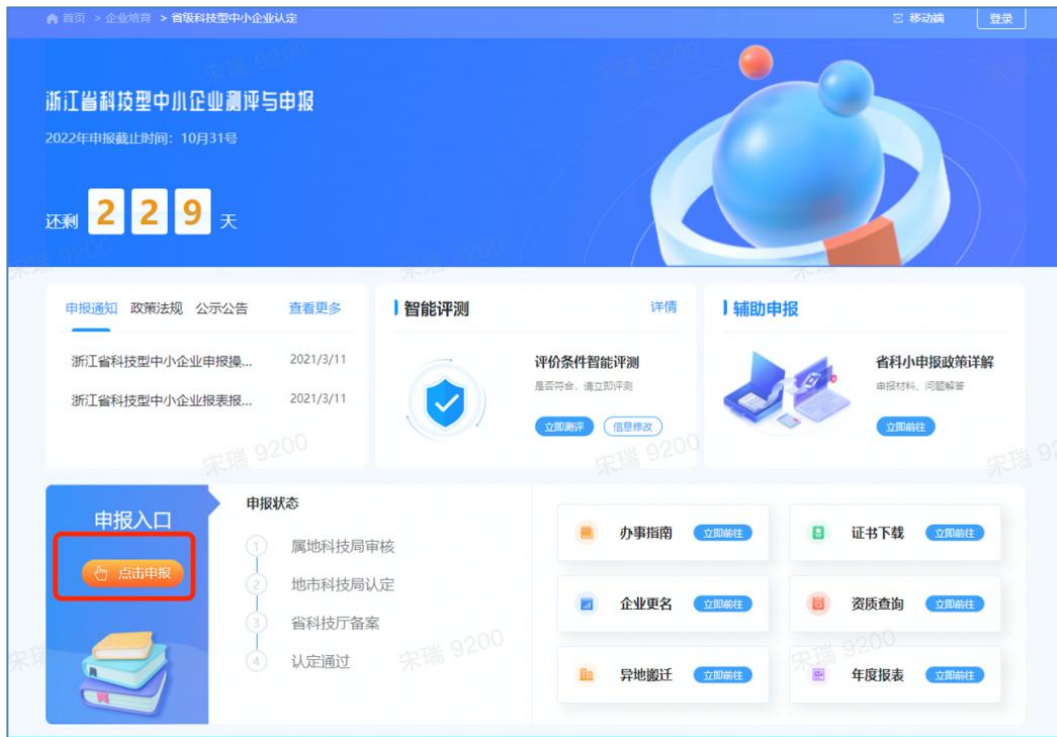 首页 > 企业培育 > 省级科技型中小企业认定
移动端 登录
浙江省科技型中小企业测评与申报
2022年申报截止时间：10月31号
还剩 2 2 9 天
申报通知 政策法规 公示公告 查看更多
浙江省科技型中小企业申报操... 2021/3/11
浙江省科技型中小企业报表报... 2021/3/11
智能评测 详情
评价条件智能评测
是否符合，请立即评测
立即测评 信息修改
辅助申报
省科小申报政策详解
申报材料、问题解答
立即前往
申报入口
点击申报
申报状态
1 属地科技局审核
2 地市科技局认定
3 省科技厅备案
4 认定通过
办事指南 立即前往
证书下载 立即前往
企业更名 立即前往
资质查询 立即前往
异地搬迁 立即前往
年度报表 立即前往
宋瑞 9200